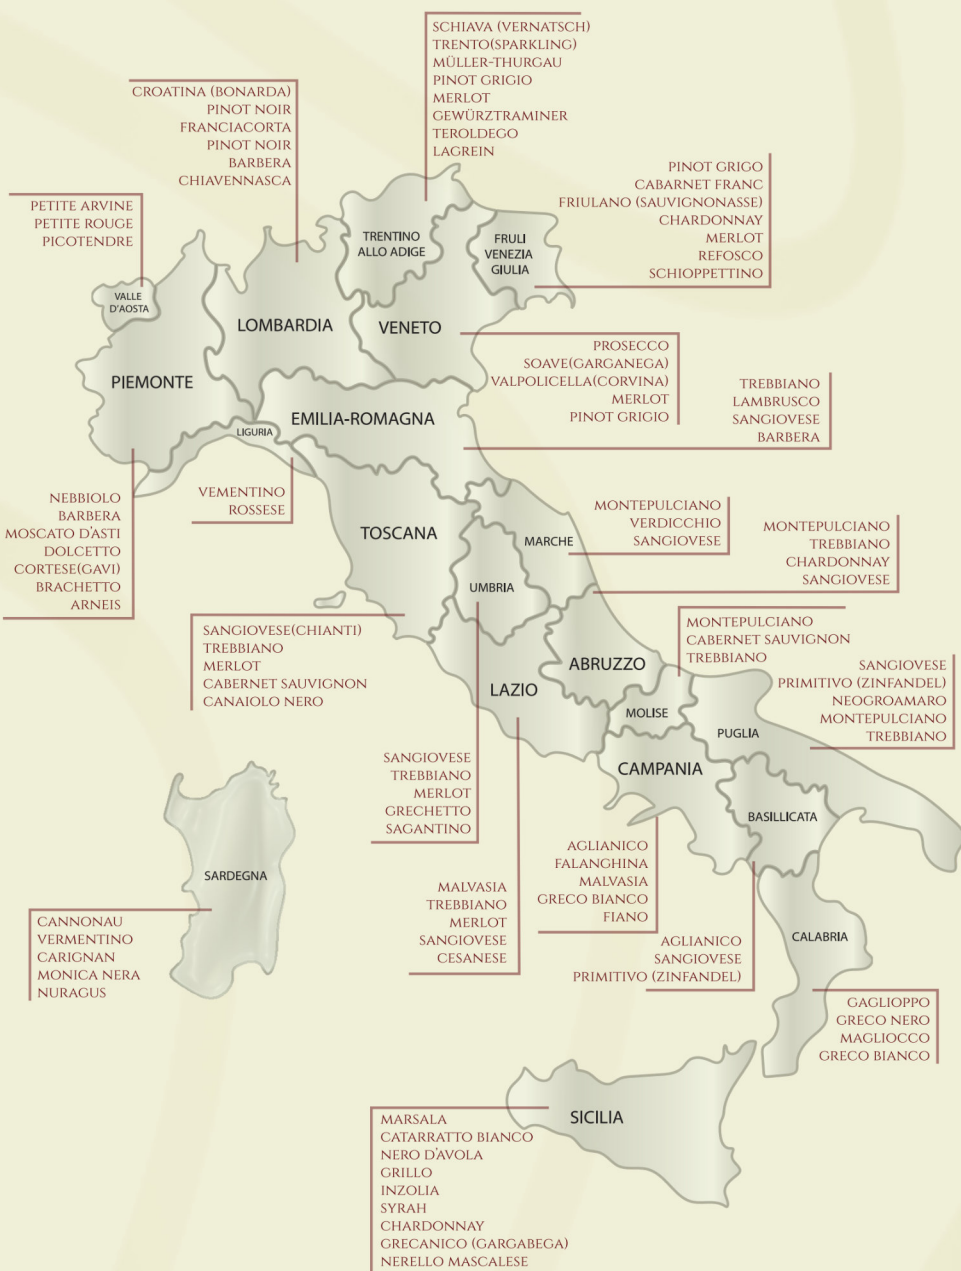 SCHIAVA (VERNATSCH)
TRENTO(SPARKLING)
MÜLLER-THURGAU
PINOT GRIGIO
MERLOT
GEWÜRZTRAMINER
TEROLDEGO
LAGREIN
CROATINA (BONARDA)
PINOT NOIR
FRANCIACORTA
PINOT NOIR
BARBERA
CHIAVENNASCA
PINOT GRIGO
CABARNET FRANC
FRIULANO (SAUVIGNONASSE)
CHARDONNAY
MERLOT
REFOSCO
SCHIOPPETTINO
PETITE ARVINE
PETITE ROUGE
PICOTENDRE
TRENTINO
ALLO ADIGE
FRULI
VENEZIA
GIULIA
VALLE
D'AOSTA
LOMBARDIA
VENETO
PIEMONTE
PROSECCO
SOAVE(GARGANEGA)
VALPOLICELLA(CORVINA)
MERLOT
PINOT GRIGIO
TREBBIANO
LAMBRUSCO
SANGIOVESE
BARBERA
EMILIA-ROMAGNA
LIGURIA
NEBBIOLO
BARBERA
MOSCATO D'ASTI
DOLCETTO
CORTESE(GAVI)
BRACHETTO
ARNEIS
VEMENTINO
ROSSESE
TOSCANA
MARCHE
UMBRIA
MONTEPULCIANO
VERDICCHIO
SANGIOVESE
MONTEPULCIANO
TREBBIANO
CHARDONNAY
SANGIOVESE
SANGIOVESE(CHIANTI)
TREBBIANO
MERLOT
CABERNET SAUVIGNON
CANAIOLO NERO
MONTEPULCIANO
CABERNET SAUVIGNON
TREBBIANO
ABRUZZO
LAZIO
MOLISE
PUGLIA
SANGIOVESE
PRIMITIVO (ZINFANDEL)
NEOGROAMARO
MONTEPULCIANO
TREBBIANO
CAMPANIA
BASILLICATA
SANGIOVESE
TREBBIANO
MERLOT
GRECHETTO
SAGANTINO
SARDEGNA
CANNONAU
VERMENTINO
CARIGNAN
MONICA NERA
NURAGUS
MALVASIA
TREBBIANO
MERLOT
SANGIOVESE
CESANESE
AGLIANICO
FALANGHINA
MALVASIA
GRECO BIANCO
FIANO
AGLIANICO
SANGIOVESE
PRIMITIVO (ZINFANDEL)
CALABRIA
GAGLIOPPO
GRECO NERO
MAGLIOCCO
GRECO BIANCO
SICILIA
MARSALA
CATARRATTO BIANCO
NERO D'AVOLA
GRILLO
INZOLIA
SYRAH
CHARDONNAY
GRECANICO (GARGABEGA)
NERELLO MASCALESE